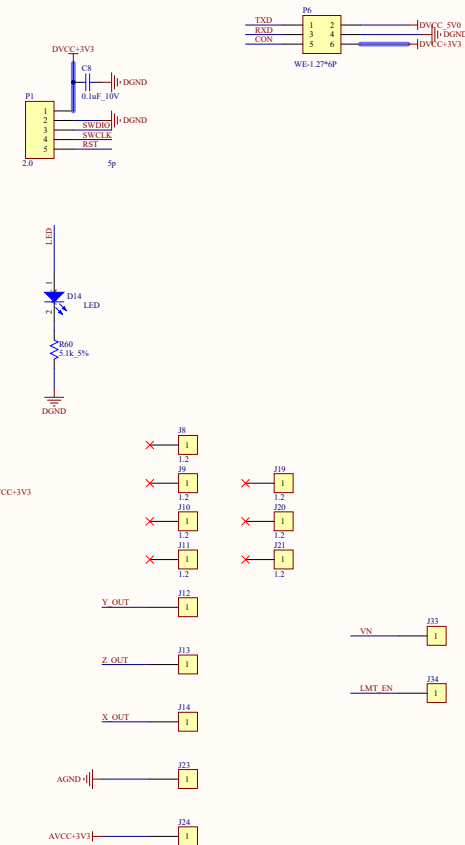 P6
TXD 1 2 DVCC_5V0
RXD 3 4 DGND
CON 5 6 DVCC+3V3
WE-1.27*6P
DVCC+3V3
C8
DGND
0.1uF_10V
P1
1
2 DGND
3 SWDIO
4 SWCLK
5 RST
2.0 5p
LED
1
D14
LED
2
R60
5.1k_5%
DGND
J8
1
1.2
J9 J19
1 1
1.2 1.2
VCC+3V3
J10 J20
1 1
1.2 1.2
J11 J21
1 1
1.2 1.2
J12
Y_OUT 1
J33
VN 1
J13
Z_OUT 1
J34
LMT_EN 1
J14
X_OUT 1
J23
AGND 1
J24
AVCC+3V3 1